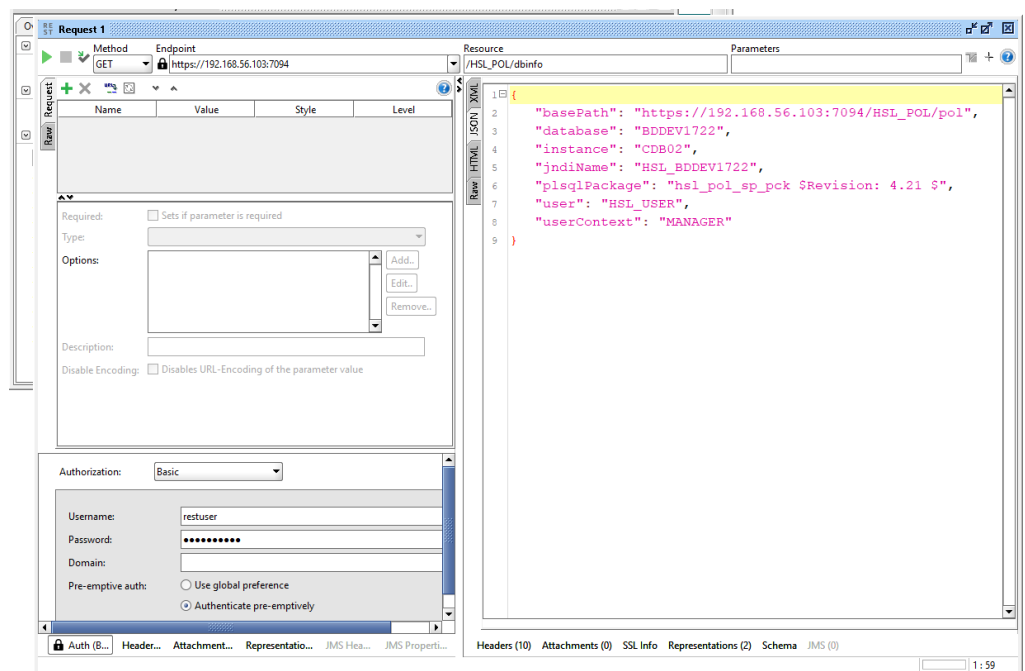 Request 1
Method
Endpoint
Resource
Parameters
GET
https://192.168.56.103:7094
/HSL_POL/dbinfo
Request
Raw
Name Value Style Level
Required: Sets if parameter is required
Type:
Options:
Add..
Edit..
Remove..
Description:
Disable Encoding: Disables URL-Encoding of the parameter value
Authorization: Basic
Username: restuser
Password: ••••••••••
Domain:
Pre-emptive auth: Use global preference
Authenticate pre-emptively
Auth (B... Header... Attachment... Representatio... JMS Hea... JMS Properti...
XML
JSON
HTML
Raw
1 {
2 "basePath": "https://192.168.56.103:7094/HSL_POL/pol",
3 "database": "BDDEV1722",
4 "instance": "CDB02",
5 "jndiName": "HSL_BDDEV1722",
6 "plsqlPackage": "hsl_pol_sp_pck $Revision: 4.21 $",
7 "user": "HSL_USER",
8 "userContext": "MANAGER"
9 }
Headers (10) Attachments (0) SSL Info Representations (2) Schema JMS (0)
1 : 59